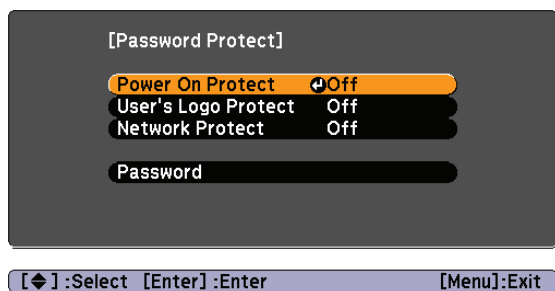 [Password Protect]
Power On Protect Off
User's Logo Protect Off
Network Protect Off
Password
[◆] :Select [Enter] :Enter [Menu]:Exit